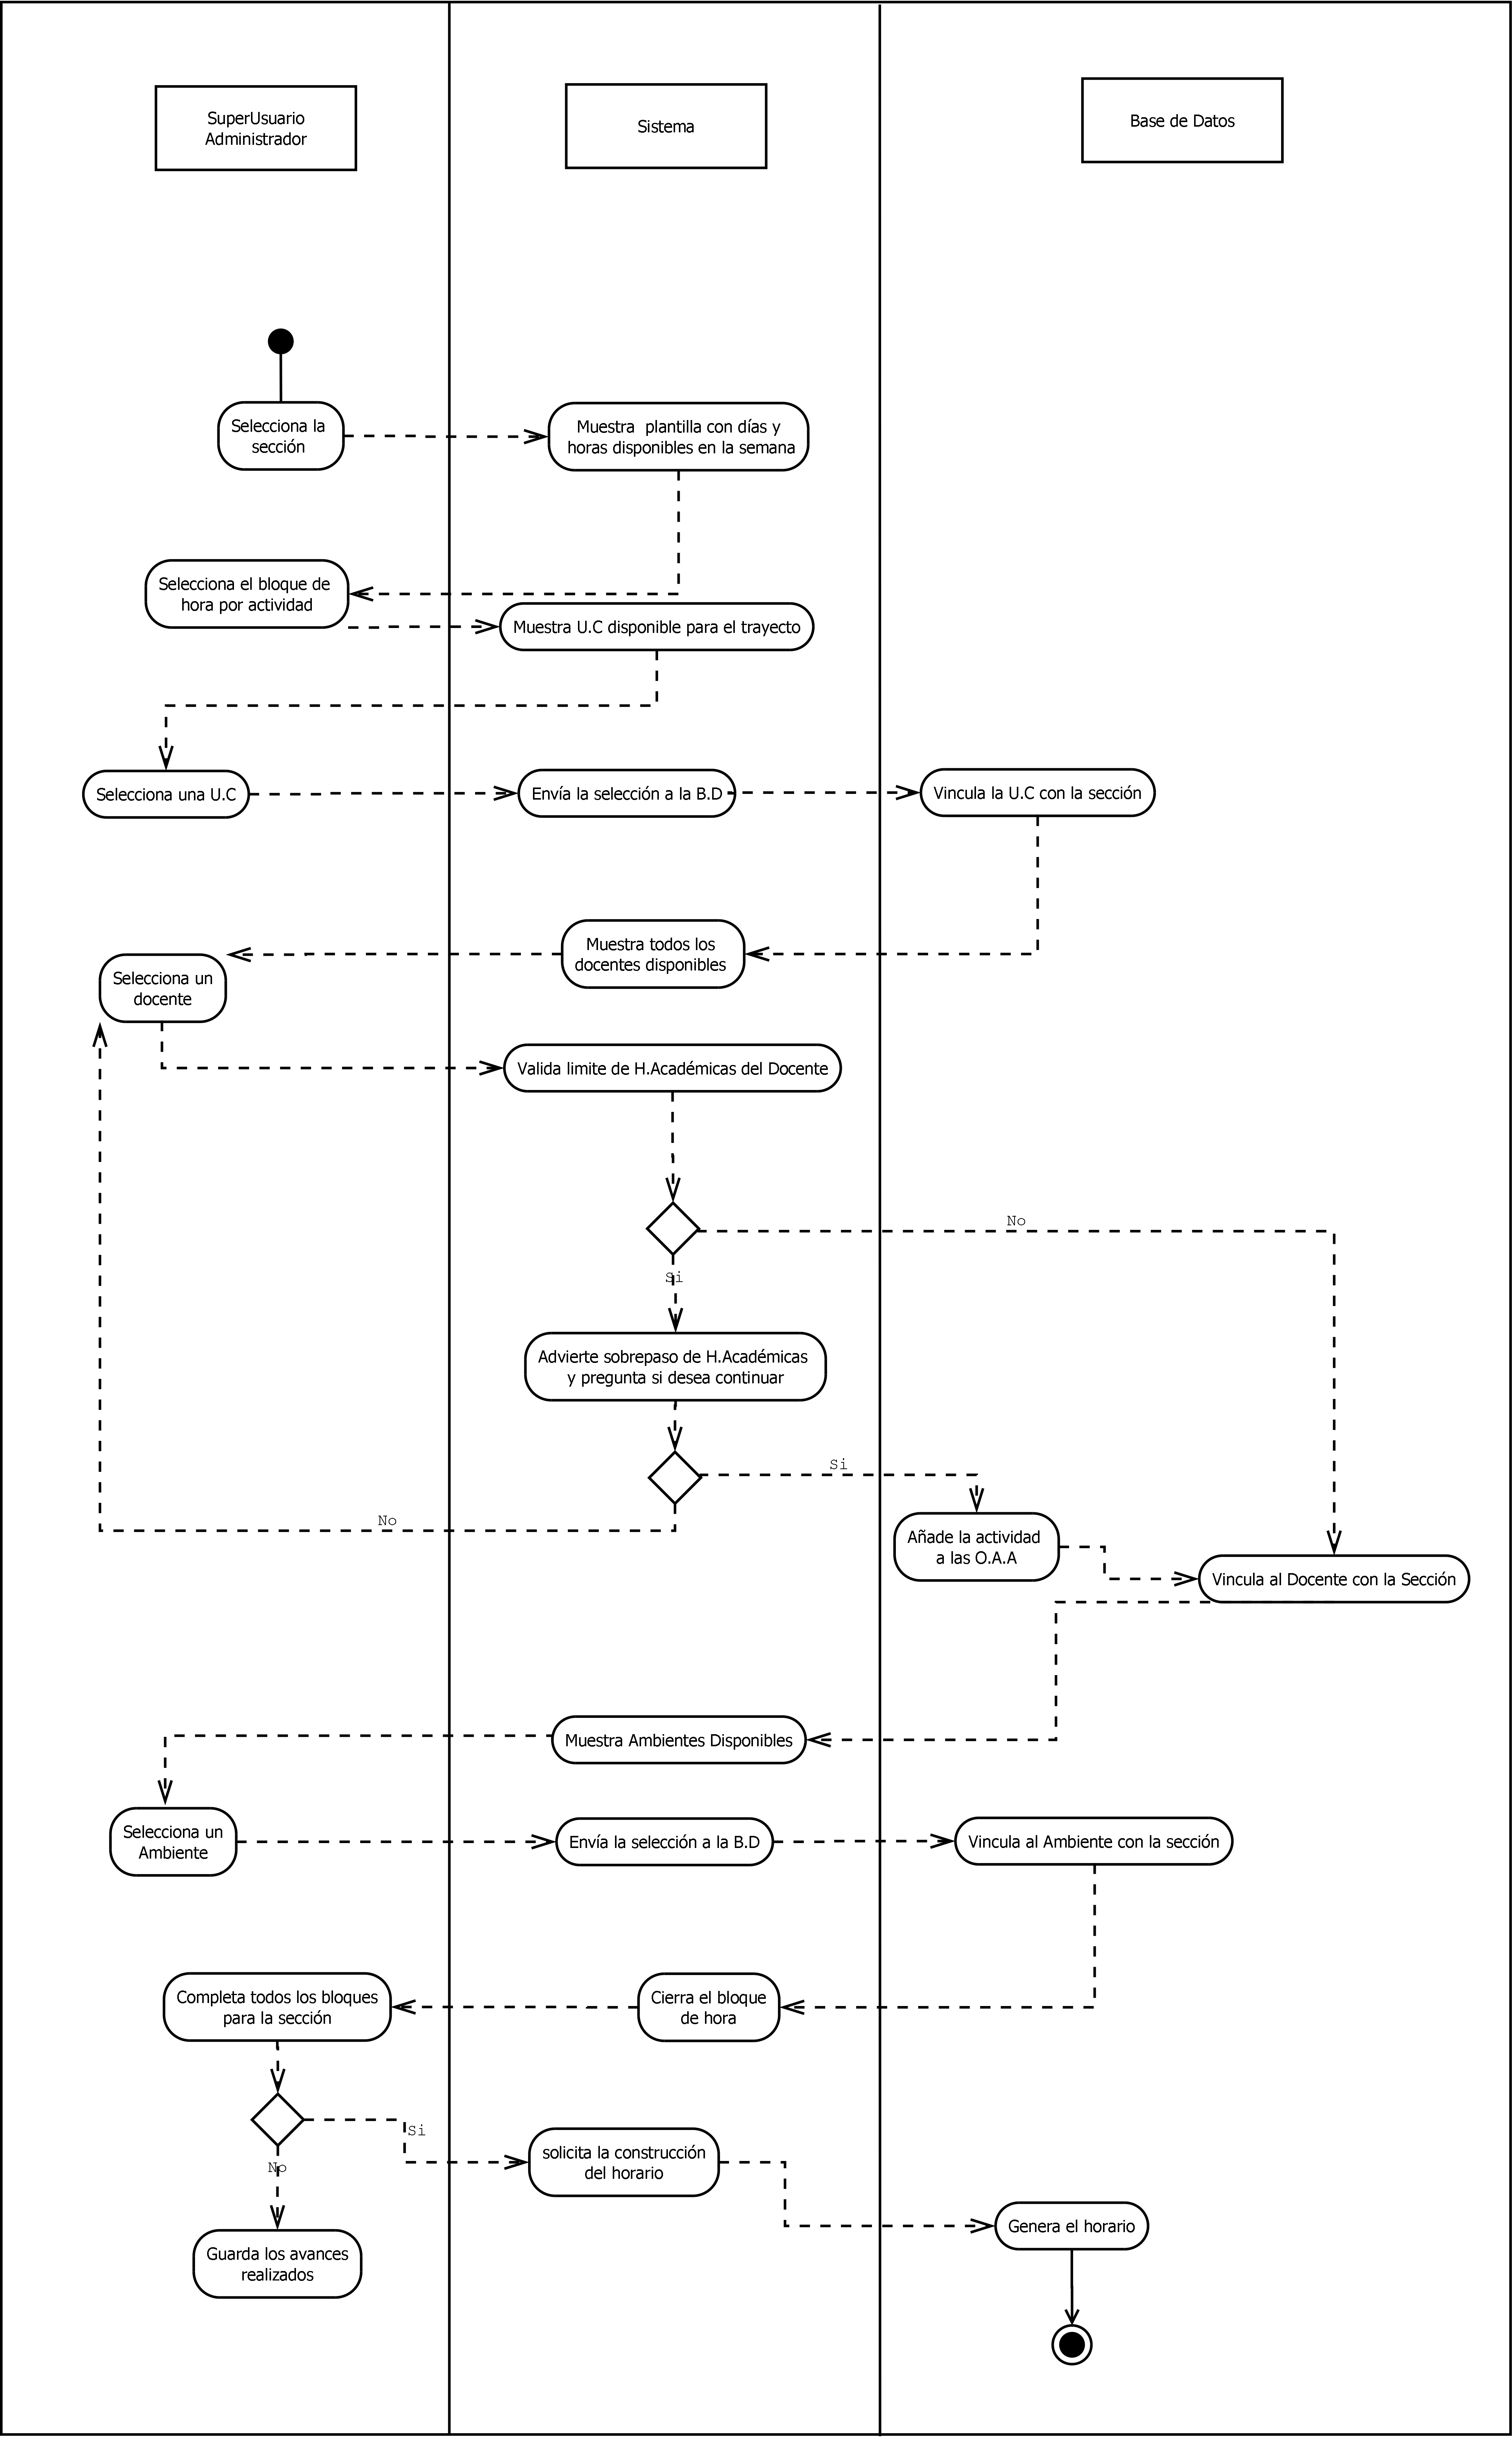 SuperUsuario
Administrador
Sistema
Base de Datos
Selecciona la
sección
Muestra  plantilla con días y
horas disponibles en la semana
Selecciona el bloque de
hora por actividad
Muestra U.C disponible para el trayecto
Selecciona una U.C
Envía la selección a la B.D
Vincula la U.C con la sección
Muestra todos los
docentes disponibles
Selecciona un
docente
Valida limite de H.Académicas del Docente
No
Si
Advierte sobrepaso de H.Académicas
y pregunta si desea continuar
Si
No
Añade la actividad
a las O.A.A
Vincula al Docente con la Sección
Muestra Ambientes Disponibles
Selecciona un
Ambiente
Envía la selección a la B.D
Vincula al Ambiente con la sección
Completa todos los bloques
para la sección
Cierra el bloque
de hora
Si
No
solicita la construcción
del horario
Genera el horario
Guarda los avances
realizados